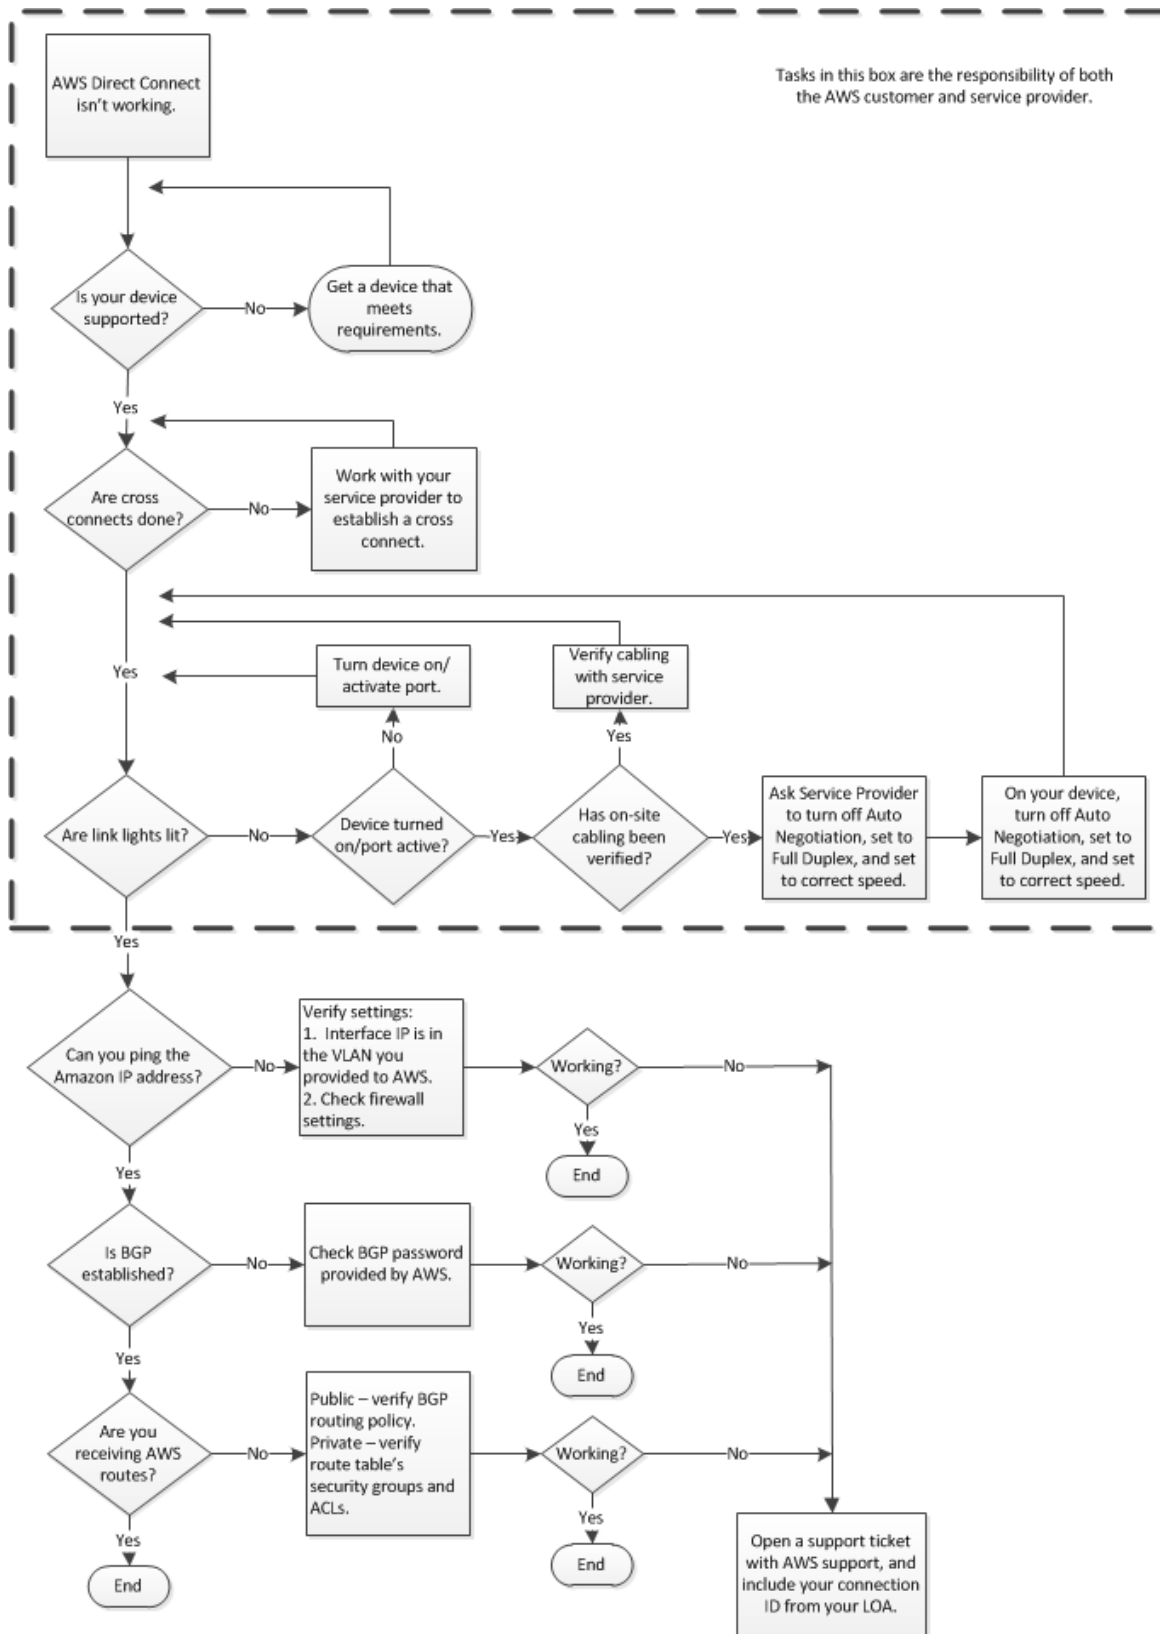 AWS Direct Connect
isn't working.
Tasks in this box are the responsibility of both
the AWS customer and service provider.
Is your device
supported?
No
Get a device that
meets
requirements.
Yes
Are cross
connects done?
No
Work with your
service provider to
establish a cross
connect.
Yes
Turn device on/
activate port.
Verify cabling
with service
provider.
No
Yes
Are link lights lit?
No
Device turned
on/port active?
Yes
Has on-site
cabling been
verified?
Yes
Ask Service Provider
to turn off Auto
Negotiation, set to
Full Duplex, and set
to correct speed.
On your device,
turn off Auto
Negotiation, set to
Full Duplex, and set
to correct speed.
Yes
Can you ping the
Amazon IP address?
No
Verify settings:
1. Interface IP is in
the VLAN you
provided to AWS.
2. Check firewall
settings.
Working?
No
Yes
End
Yes
Is BGP
established?
No
Check BGP password
provided by AWS.
Working?
No
Yes
End
Yes
Are you
receiving AWS
routes?
No
Public – verify BGP
routing policy.
Private – verify
route table's
security groups and
ACLs.
Working?
No
Yes
End
Yes
End
Open a support ticket
with AWS support, and
include your connection
ID from your LOA.